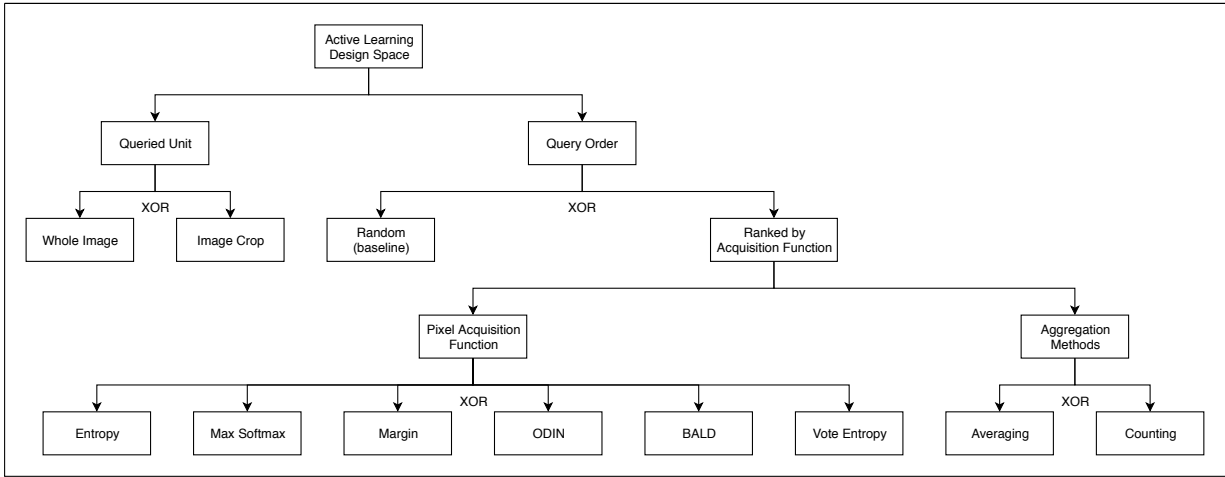 Active Learning
Design Space
Queried Unit
Query Order
XOR
XOR
Whole Image
Image Crop
Random
(baseline)
Ranked by
Acquisition Function
Pixel Acquisition
Function
Aggregation
Methods
XOR
XOR
Entropy
Max Softmax
Margin
ODIN
BALD
Vote Entropy
Averaging
Counting